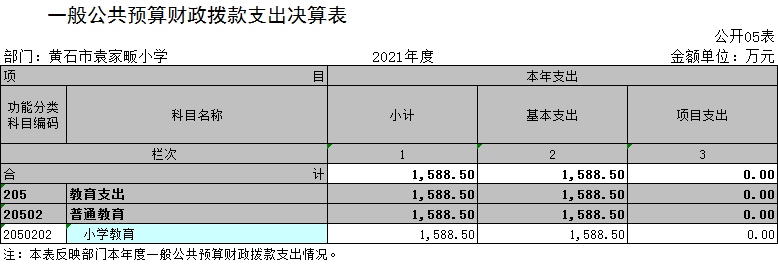 一般公共预算财政拨款支出决算表
公开05表
部门：黄石市袁家畈小学 2021年度 金额单位：万元
项 目 本年支出
功能分类科目编码 科目名称 小计 基本支出 项目支出
栏次 1 2 3
合 计 1,588.50 1,588.50 0.00
205 教育支出 1,588.50 1,588.50 0.00
20502 普通教育 1,588.50 1,588.50 0.00
2050202 小学教育 1,588.50 1,588.50 0.00
注：本表反映部门本年度一般公共预算财政拨款支出情况。